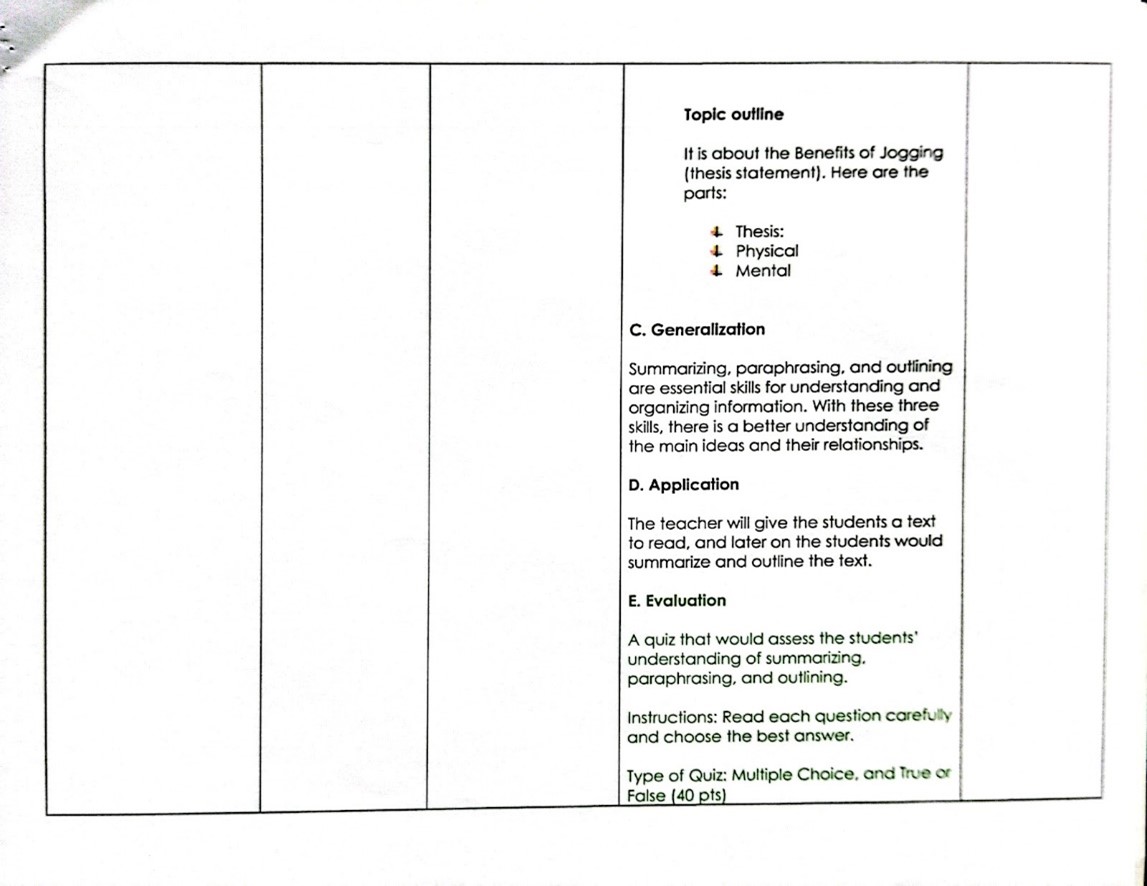 Topic outline
It is about the Benefits of Jogging
(thesis statement). Here are the
parts:
Thesis:
Physical
Mental
C. Generalization
Summarizing, paraphrasing, and outlining
are essential skills for understanding and
organizing information. With these three
skills, there is a better understanding of
the main ideas and their relationships.
D. Application
The teacher will give the students a text
to read, and later on the students would
summarize and outline the text.
E. Evaluation
A quiz that would assess the students'
understanding of summarizing,
paraphrasing, and outlining.
Instructions: Read each question carefully
and choose the best answer.
Type of Quiz: Multiple Choice, and True or
False (40 pts)